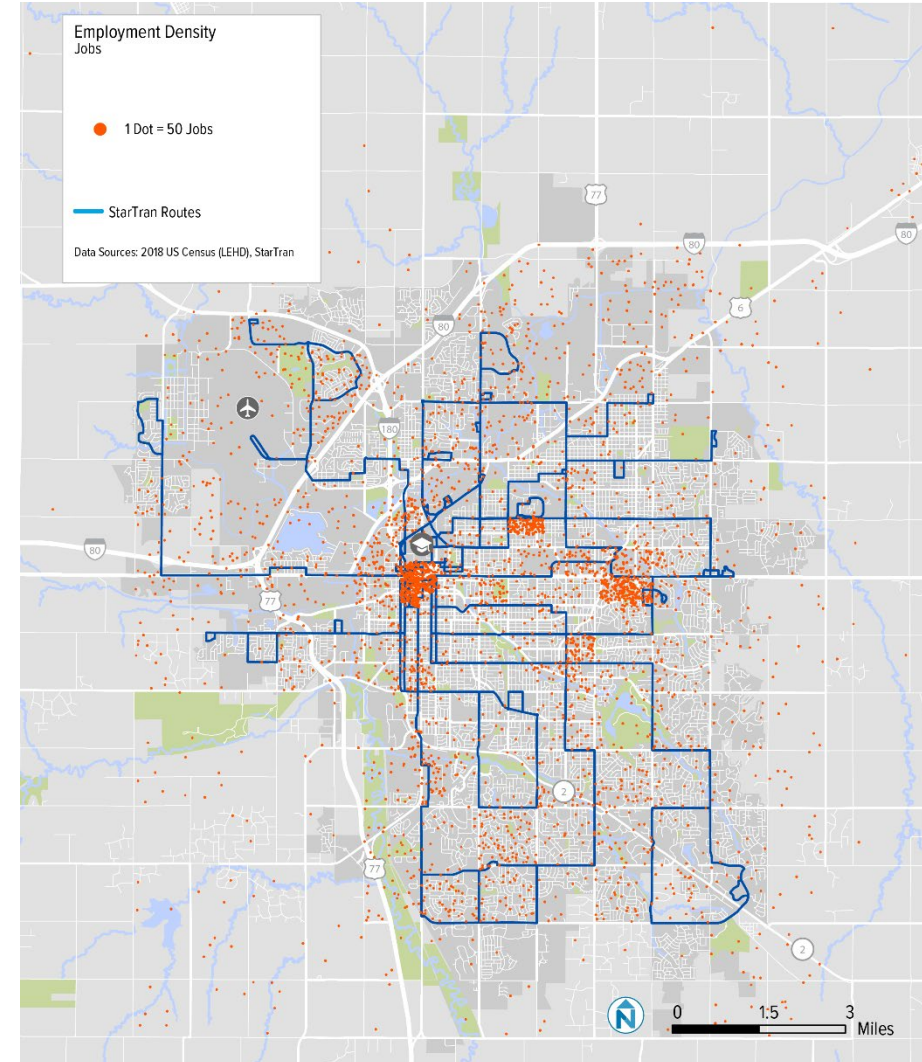 Employment Density
Jobs
1 Dot = 50 Jobs
StarTran Routes
Data Sources: 2018 US Census (LEHD), StarTran
77
80
80
6
80
180
80
77
2
77
2
N
0 1.5 3
Miles